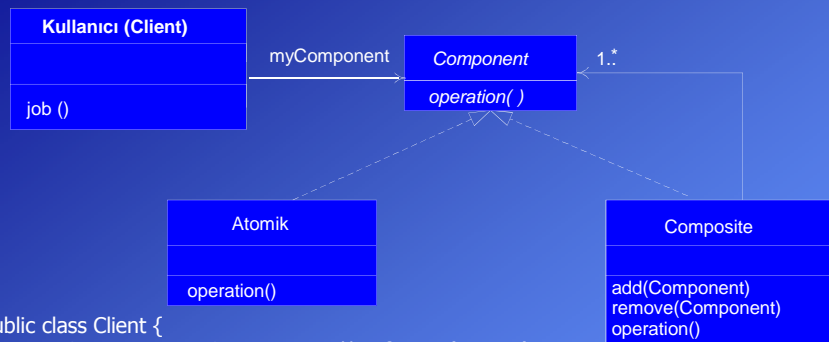 Kullanıcı (Client)
job ()
myComponent
Component
operation( )
1..*
Atomik
operation()
Composite
add(Component)
remove(Component)
operation()
ublic class Client {